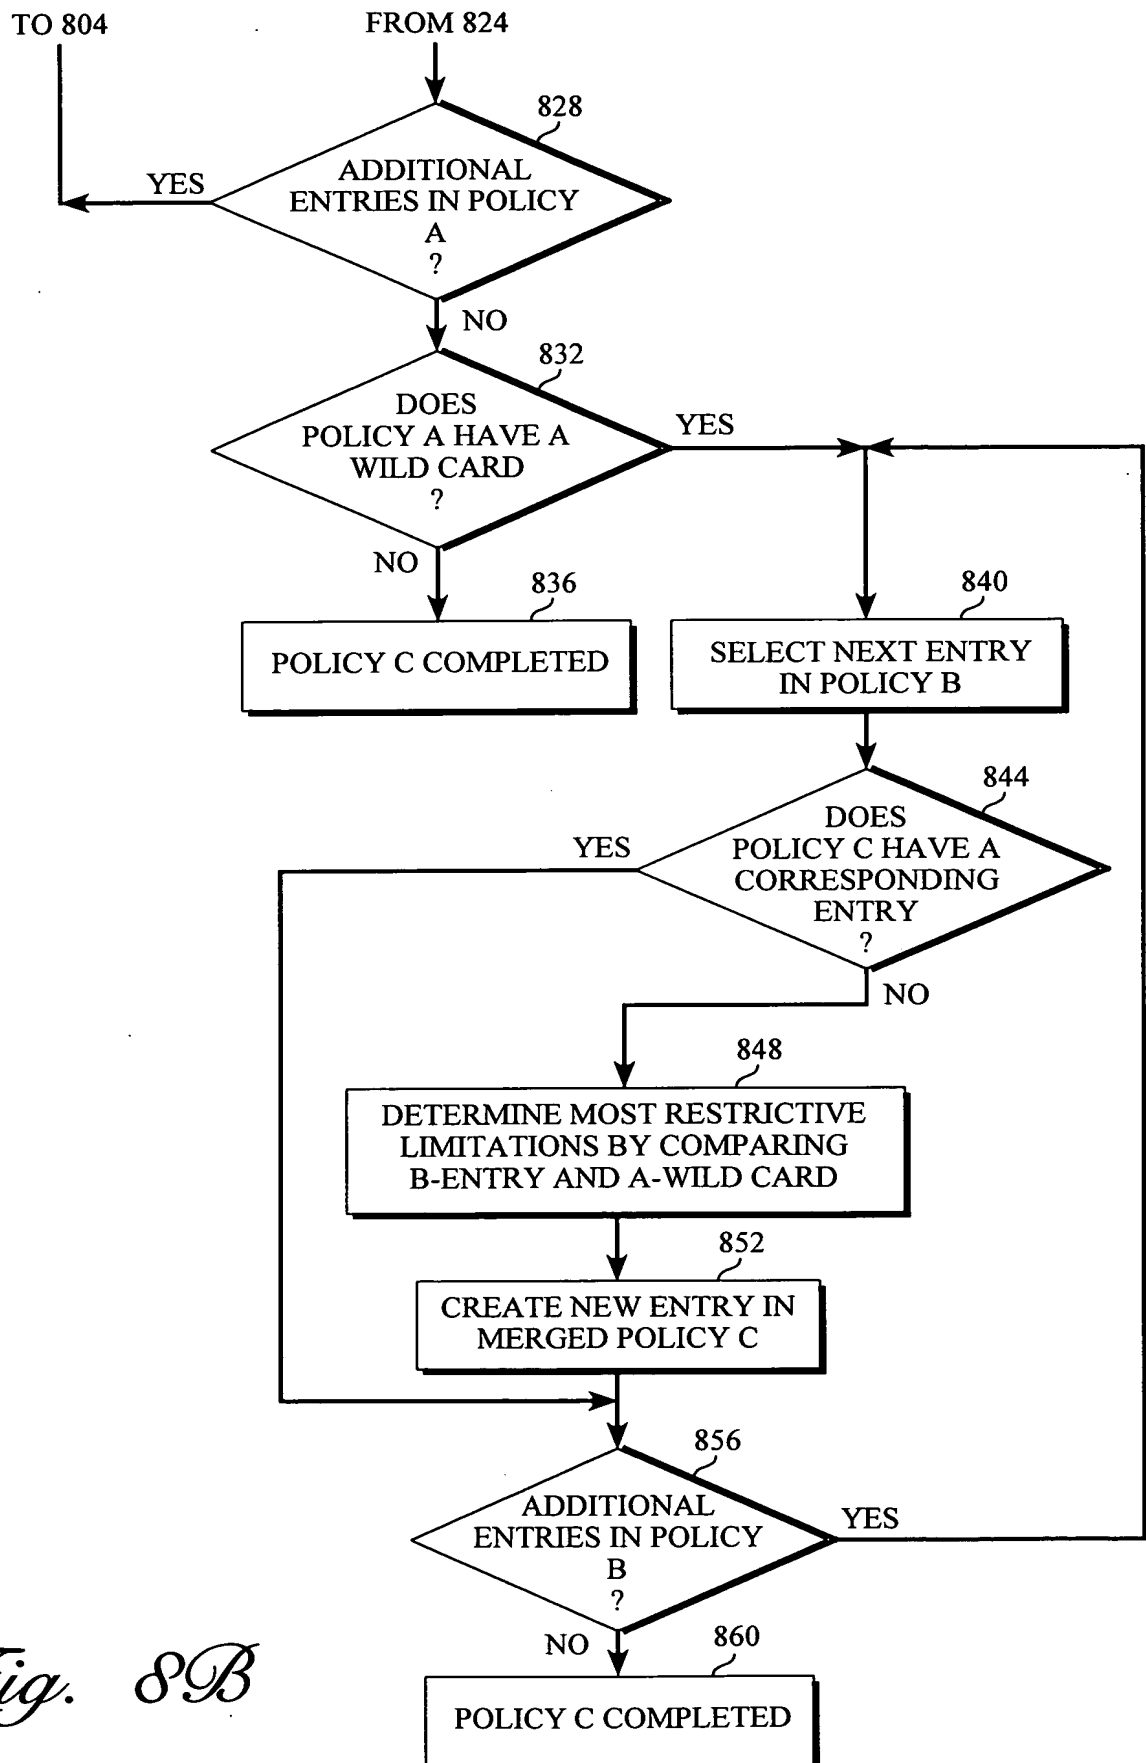 TO 804
FROM 824
828
ADDITIONAL
ENTRIES IN POLICY
A
?
YES
NO
832
DOES
POLICY A HAVE A
WILD CARD
?
YES
NO
836
POLICY C COMPLETED
840
SELECT NEXT ENTRY
IN POLICY B
844
DOES
POLICY C HAVE A
CORRESPONDING
ENTRY
?
YES
NO
848
DETERMINE MOST RESTRICTIVE
LIMITATIONS BY COMPARING
B-ENTRY AND A-WILD CARD
852
CREATE NEW ENTRY IN
MERGED POLICY C
856
ADDITIONAL
ENTRIES IN POLICY
B
?
YES
NO
860
POLICY C COMPLETED
Fig. 8B